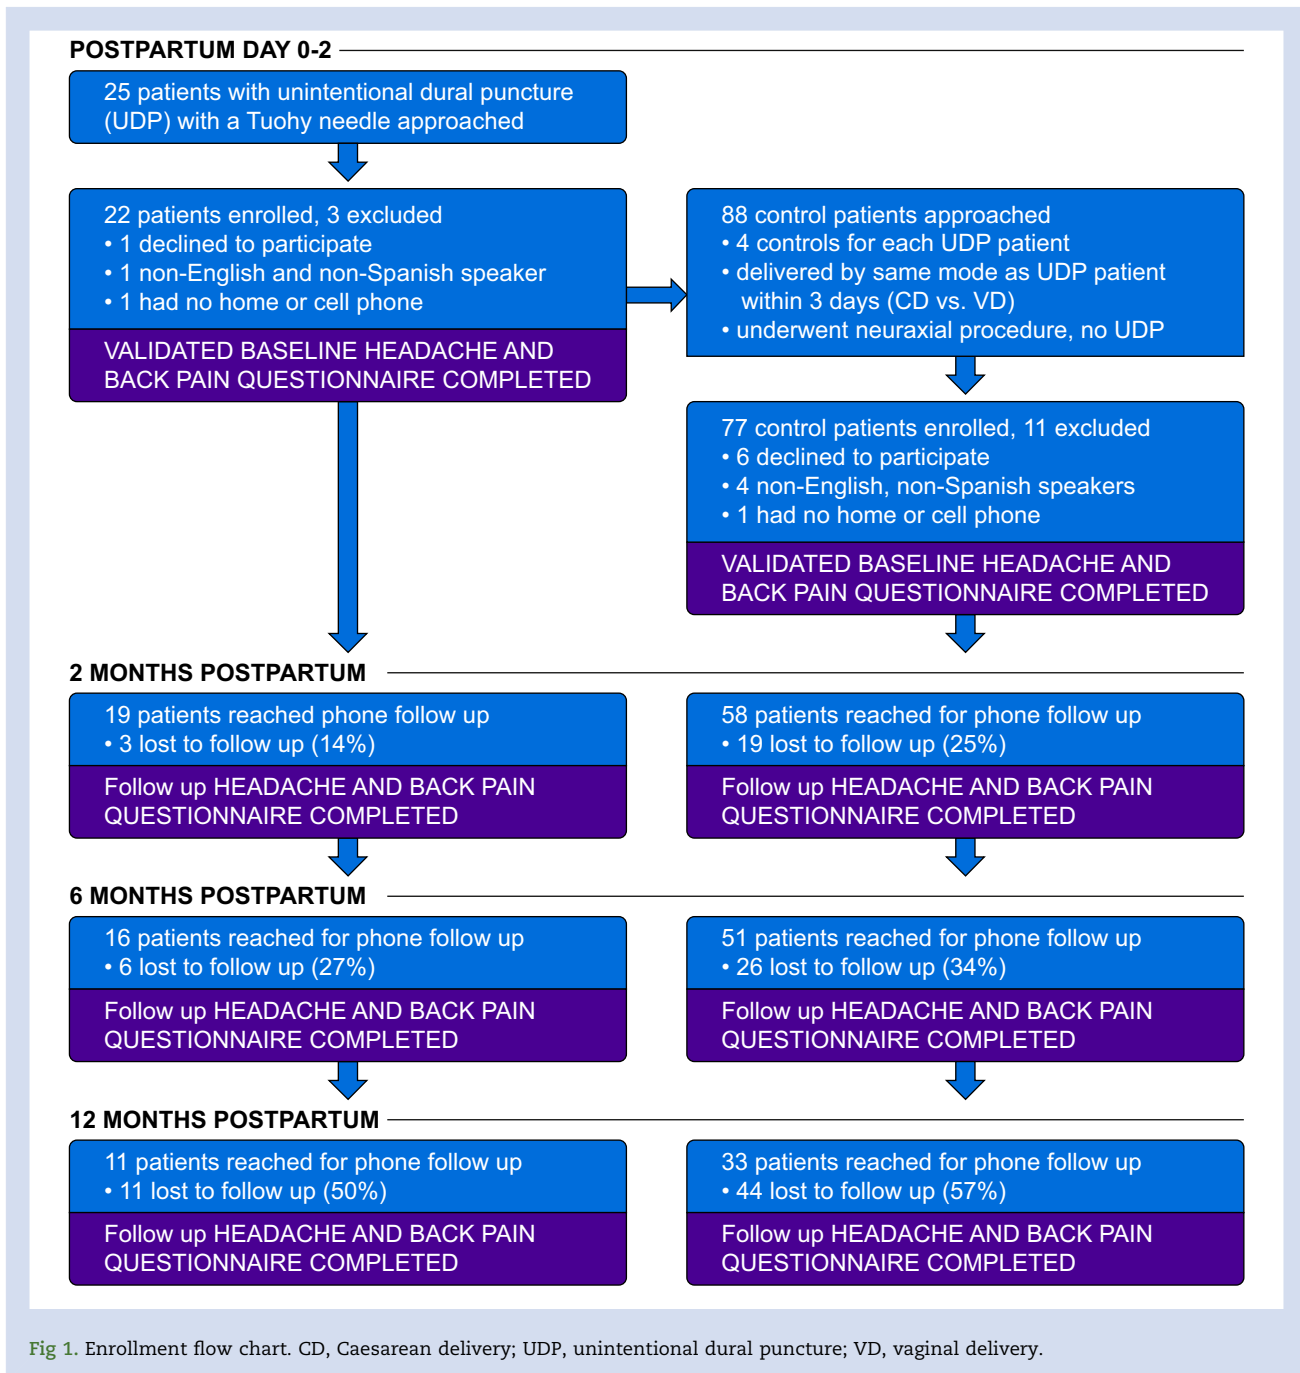 POSTPARTUM DAY 0-2
25 patients with unintentional dural puncture
(UDP) with a Tuohy needle approached
22 patients enrolled, 3 excluded
• 1 declined to participate
• 1 non-English and non-Spanish speaker
• 1 had no home or cell phone
VALIDATED BASELINE HEADACHE AND
BACK PAIN QUESTIONNAIRE COMPLETED
88 control patients approached
• 4 controls for each UDP patient
• delivered by same mode as UDP patient
within 3 days (CD vs. VD)
• underwent neuraxial procedure, no UDP
77 control patients enrolled, 11 excluded
• 6 declined to participate
• 4 non-English, non-Spanish speakers
• 1 had no home or cell phone
VALIDATED BASELINE HEADACHE AND
BACK PAIN QUESTIONNAIRE COMPLETED
2 MONTHS POSTPARTUM
19 patients reached phone follow up
• 3 lost to follow up (14%)
Follow up HEADACHE AND BACK PAIN
QUESTIONNAIRE COMPLETED
58 patients reached for phone follow up
• 19 lost to follow up (25%)
Follow up HEADACHE AND BACK PAIN
QUESTIONNAIRE COMPLETED
6 MONTHS POSTPARTUM
16 patients reached for phone follow up
• 6 lost to follow up (27%)
Follow up HEADACHE AND BACK PAIN
QUESTIONNAIRE COMPLETED
51 patients reached for phone follow up
• 26 lost to follow up (34%)
Follow up HEADACHE AND BACK PAIN
QUESTIONNAIRE COMPLETED
12 MONTHS POSTPARTUM
11 patients reached for phone follow up
• 11 lost to follow up (50%)
Follow up HEADACHE AND BACK PAIN
QUESTIONNAIRE COMPLETED
33 patients reached for phone follow up
• 44 lost to follow up (57%)
Follow up HEADACHE AND BACK PAIN
QUESTIONNAIRE COMPLETED
Fig 1. Enrollment flow chart. CD, Caesarean delivery; UDP, unintentional dural puncture; VD, vaginal delivery.